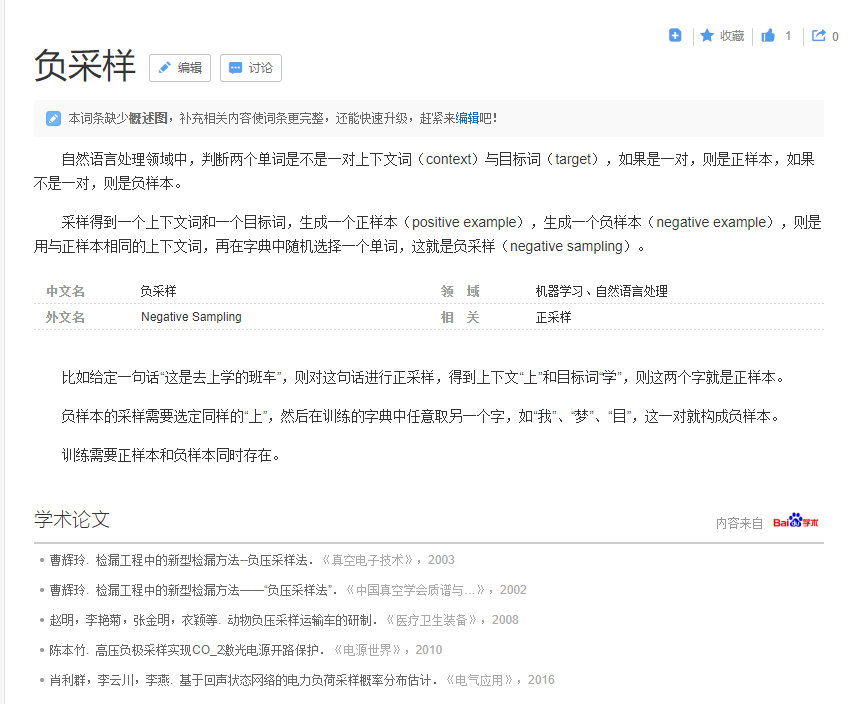 收藏 1 0
负采样 编辑 讨论
本词条缺少概述图，补充相关内容使词条更完整，还能快速升级，赶紧来编辑吧！
自然语言处理领域中，判断两个单词是不是一对上下文词（context）与目标词（target），如果是一对，则是正样本，如果
不是一对，则是负样本。
采样得到一个上下文词和一个目标词，生成一个正样本（positive example），生成一个负样本（negative example），则是
用与正样本相同的上下文词，再在字典中随机选择一个单词，这就是负采样（negative sampling）。
中文名 负采样 领 域 机器学习、自然语言处理
外文名 Negative Sampling 相 关 正采样
比如给定一句话“这是去上学的班车”，则对这句话进行正采样，得到上下文“上”和目标词“学”，则这两个字就是正样本。
负样本的采样需要选定同样的“上”，然后在训练的字典中任意取另一个字，如“我”、“梦”、“目”，这一对就构成负样本。
训练需要正样本和负样本同时存在。
学术论文 内容来自 Bai 学术
曹辉玲. 检漏工程中的新型检漏方法--负压采样法. 《真空电子技术》, 2003
曹辉玲. 检漏工程中的新型检漏方法——“负压采样法”. 《中国真空学会质谱与...》, 2002
赵明，李艳菊，张金明，衣颖等. 动物负压采样运输车的研制. 《医疗卫生装备》, 2008
陈本竹. 高压负极采样实现CO_2激光电源开路保护. 《电源世界》, 2010
肖利群，李云川，李燕. 基于回声状态网络的电力负荷采样概率分布估计. 《电气应用》, 2016